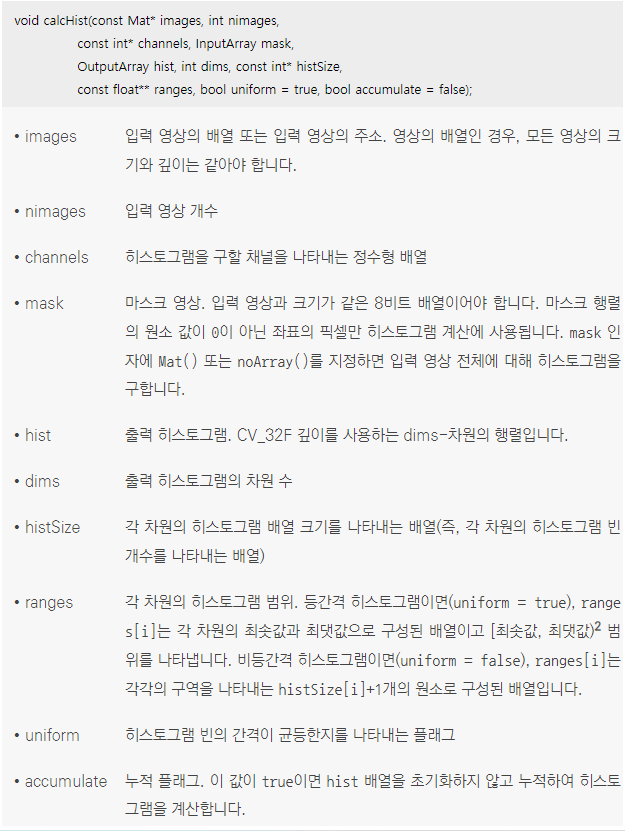 void calcHist(const Mat* images, int nimages,
const int* channels, InputArray mask,
OutputArray hist, int dims, const int* histSize,
const float** ranges, bool uniform = true, bool accumulate = false);
• images 입력 영상의 배열 또는 입력 영상의 주소. 영상의 배열인 경우, 모든 영상의 크
기와 깊이는 같아야 합니다.
• nimages 입력 영상 개수
• channels 히스토그램을 구할 채널을 나타내는 정수형 배열
• mask 마스크 영상. 입력 영상과 크기가 같은 8비트 배열이어야 합니다. 마스크 행렬
의 원소 값이 0이 아닌 좌표의 픽셀만 히스토그램 계산에 사용됩니다. mask 인
자에 Mat() 또는 noArray()를 지정하면 입력 영상 전체에 대해 히스토그램을
구합니다.
• hist 출력 히스토그램. CV_32F 깊이를 사용하는 dims-차원의 행렬입니다.
• dims 출력 히스토그램의 차원 수
• histSize 각 차원의 히스토그램 배열 크기를 나타내는 배열(즉, 각 차원의 히스토그램 빈
개수를 나타내는 배열)
• ranges 각 차원의 히스토그램 범위. 등간격 히스토그램이면(uniform = true), range
s[i]는 각 차원의 최솟값과 최댓값으로 구성된 배열이고 [최솟값, 최댓값)2 범
위를 나타냅니다. 비등간격 히스토그램이면(uniform = false), ranges[i]는
각각의 구역을 나타내는 histSize[i]+1개의 원소로 구성된 배열입니다.
• uniform 히스토그램 빈의 간격이 균등한지를 나타내는 플래그
• accumulate 누적 플래그. 이 값이 true이면 hist 배열을 초기화하지 않고 누적하여 히스토
그램을 계산합니다.